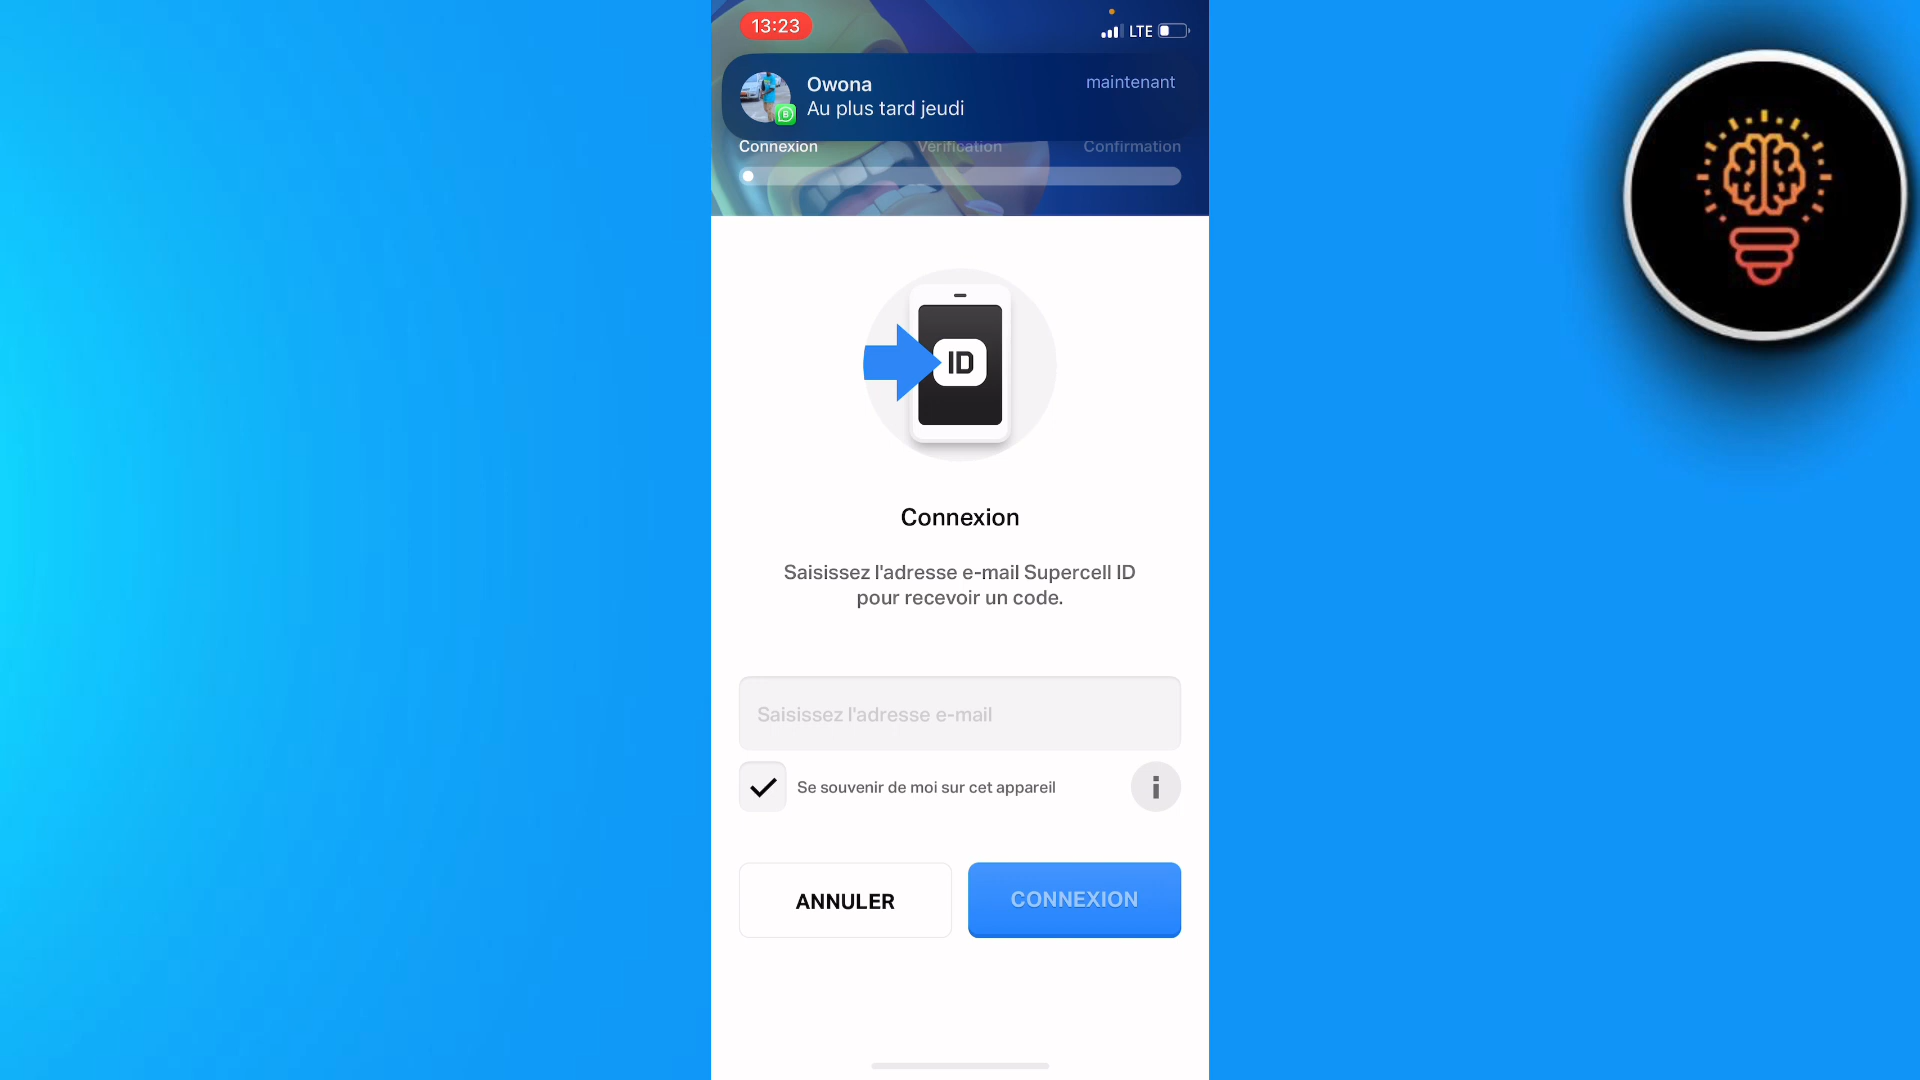 13:23
LTE
Owona
maintenant
Au plus tard jeudi
Connexion
Vérification
Confirmation
ID
Connexion
Saisissez l'adresse e-mail Supercell ID
pour recevoir un code.
Saisissez l'adresse e-mail
Se souvenir de moi sur cet appareil
ANNULER
CONNEXION